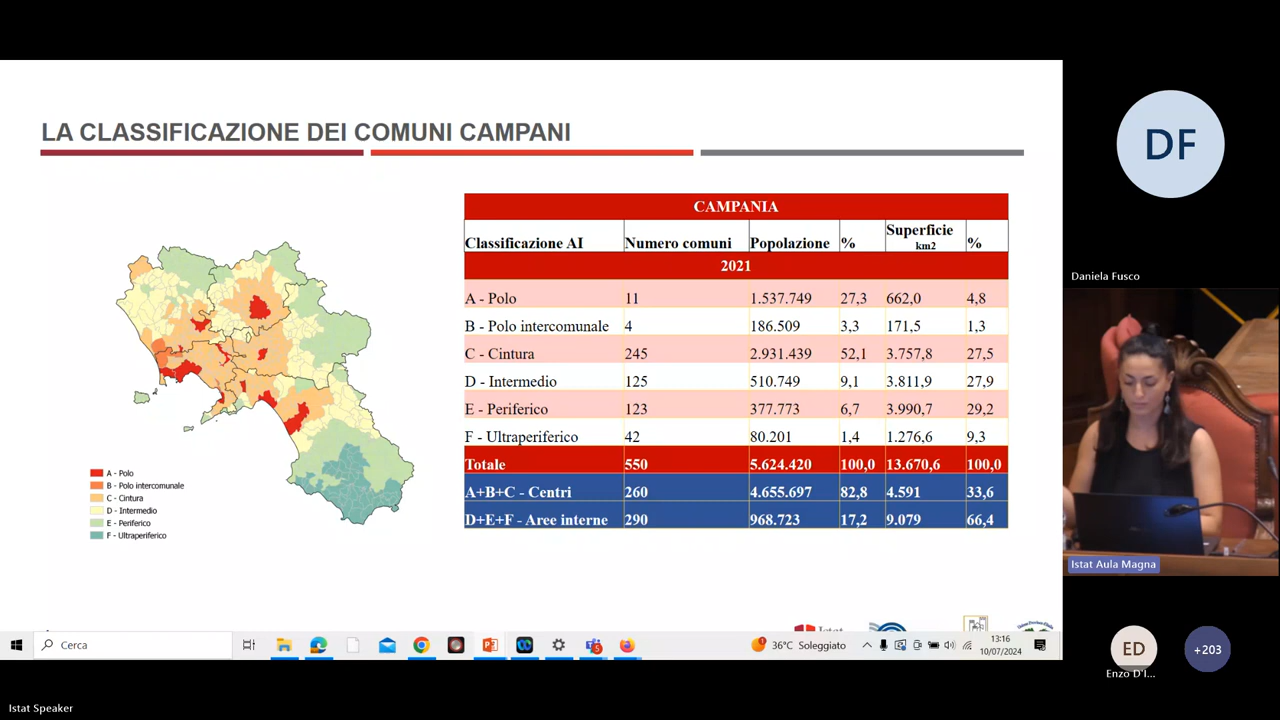 LA CLASSIFICAZIONE DEI COMUNI CAMPANI
CAMPANIA
Classificazione AI Numero comuni Popolazione % Superficie km2 %
2021
A - Polo 11 1.537.749 27,3 662,0 4,8
B - Polo intercomunale 4 186.509 3,3 171,5 1,3
C - Cintura 245 2.931.439 52,1 3.757,8 27,5
D - Intermedio 125 510.749 9,1 3.811,9 27,9
E - Periferico 123 377.773 6,7 3.990,7 29,2
F - Ultraperiferico 42 80.201 1,4 1.276,6 9,3
Totale 550 5.624.420 100,0 13.670,6 100,0
A+B+C - Centri 260 4.655.697 82,8 4.591 33,6
D+E+F - Aree interne 290 968.723 17,2 9.079 66,4
A - Polo
B - Polo intercomunale
C - Cintura
D - Intermedio
E - Periferico
F - Ultraperiferico
Cerca
5
1
36°C Soleggiato
13:16
10/07/2024
DF
Daniela Fusco
Istat Aula Magna
ED
Enzo D'I...
+203
Istat Speaker